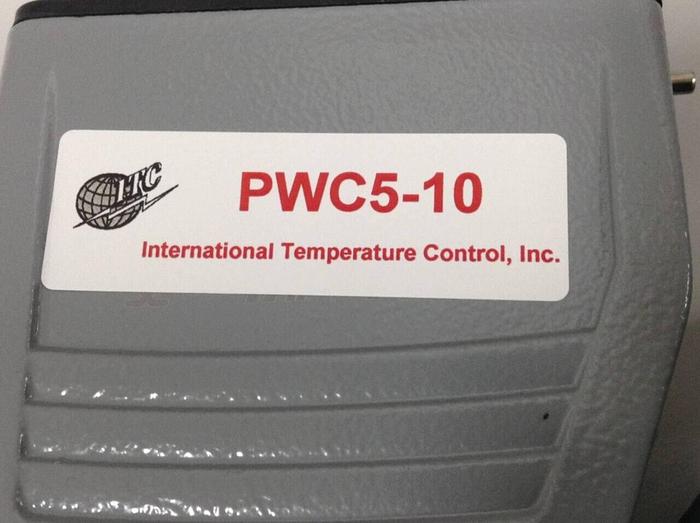 ITC
PWC5-10
International Temperature Control, Inc.